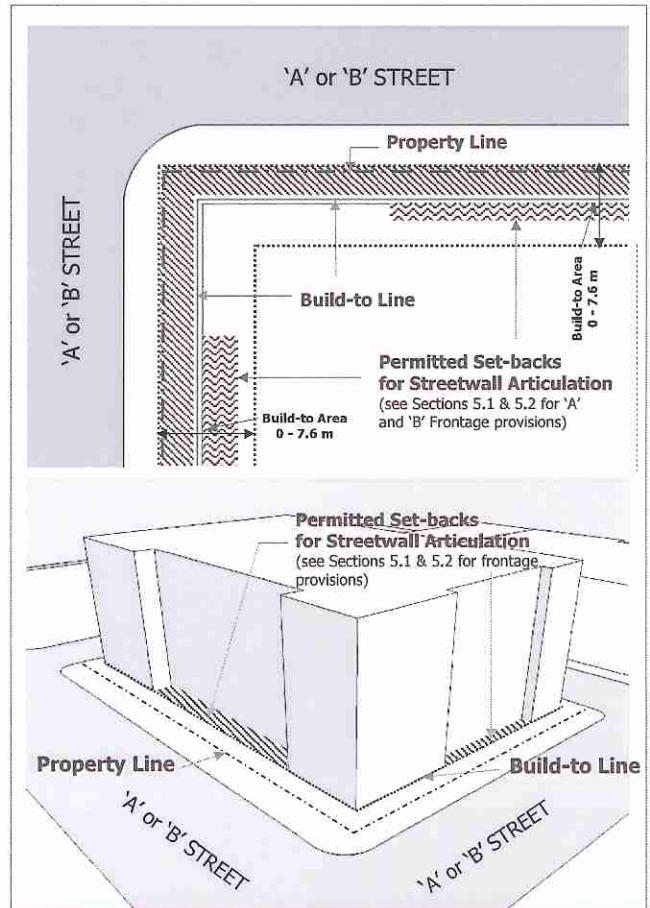 ‘A’ or ‘B’ STREET
Property Line
‘A’ or ‘B’ STREET
Build-to Line
Build-to Area
0 - 7.6 m
Permitted Set-backs
for Streetwall Articulation
(see Sections 5.1 & 5.2 for ‘A’
and ‘B’ Frontage provisions)
Build-to Area
0 - 7.6 m
Permitted Set-backs
for Streetwall Articulation
(see Sections 5.1 & 5.2 for frontage
provisions)
Property Line
Build-to Line
‘A’ or ‘B’ STREET
‘A’ or ‘B’ STREET